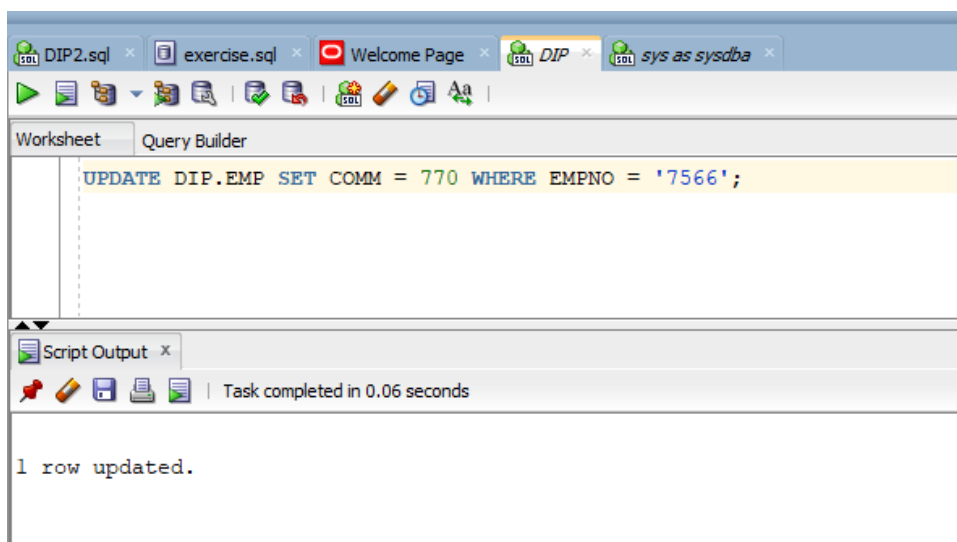 DIP2.sql exercise.sql Welcome Page DIP sys as sysdba
SQL
Worksheet Query Builder
UPDATE DIP.EMP SET COMM = 770 WHERE EMPNO = '7566';
Script Output x
Task completed in 0.06 seconds
1 row updated.